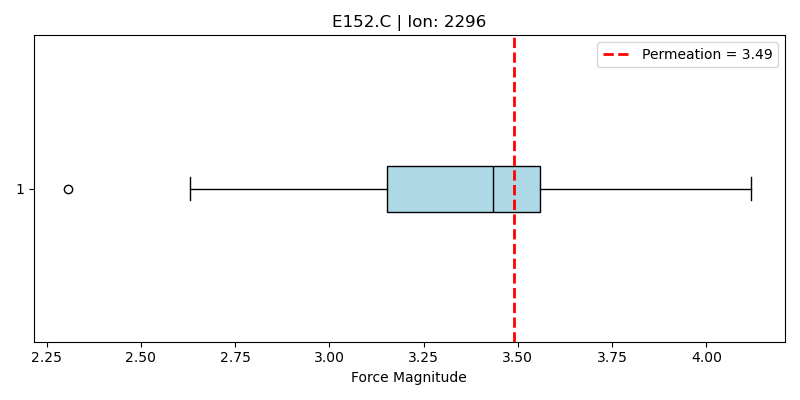 E152.C | Ion: 2296
Permeation = 3.49
1
2.25 2.50 2.75 3.00 3.25 3.50 3.75 4.00
Force Magnitude